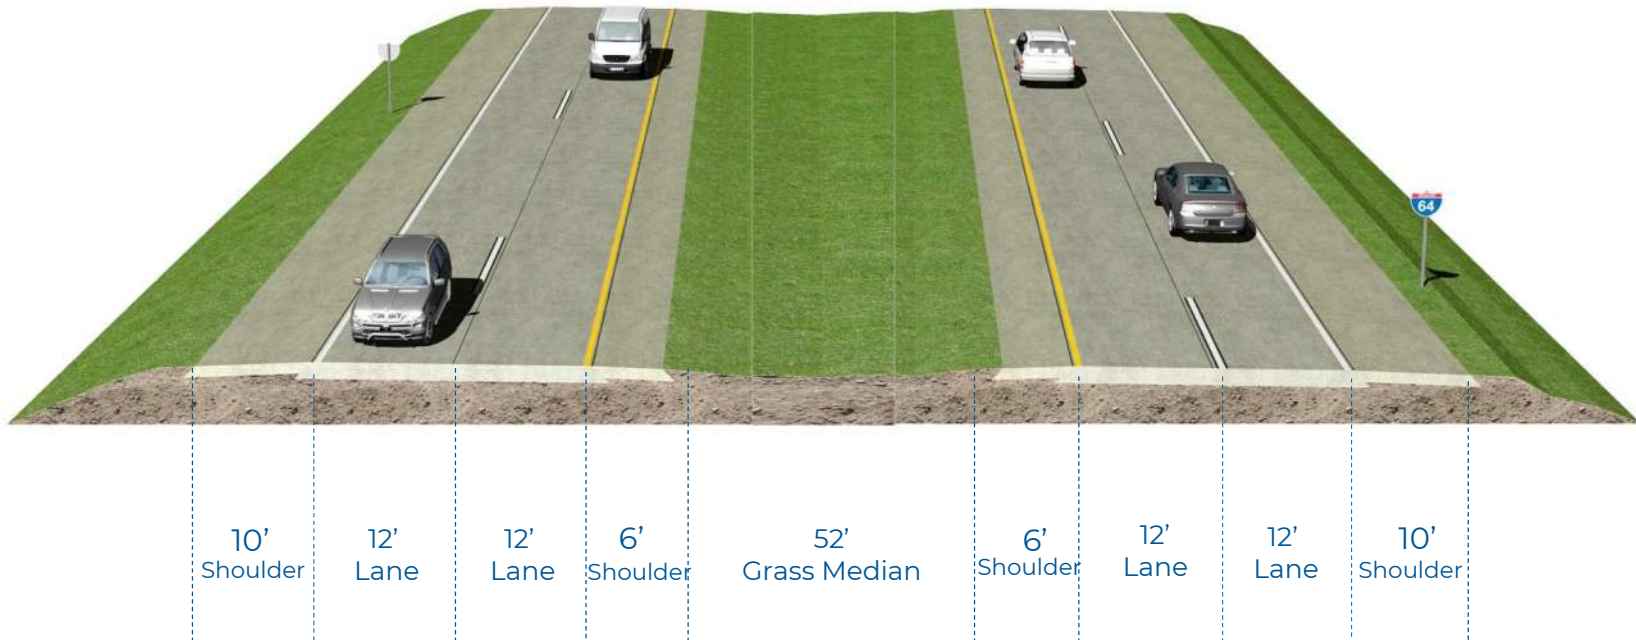 64
10’
Shoulder
12’
Lane
12’
Lane
6’
Shoulder
52’
Grass Median
6’
Shoulder
12’
Lane
12’
Lane
10’
Shoulder